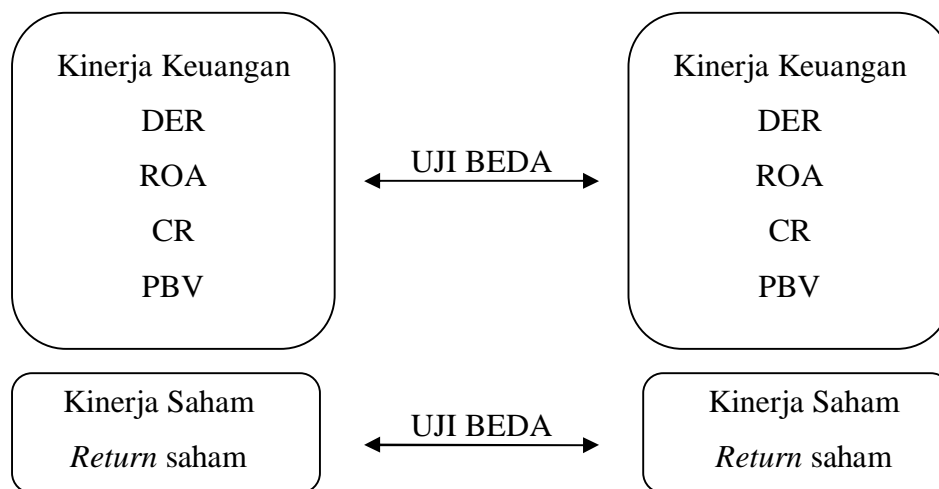 Kinerja Keuangan
DER
ROA
CR
PBV
UJI BEDA
Kinerja Keuangan
DER
ROA
CR
PBV
Kinerja Saham
Return saham
UJI BEDA
Kinerja Saham
Return saham